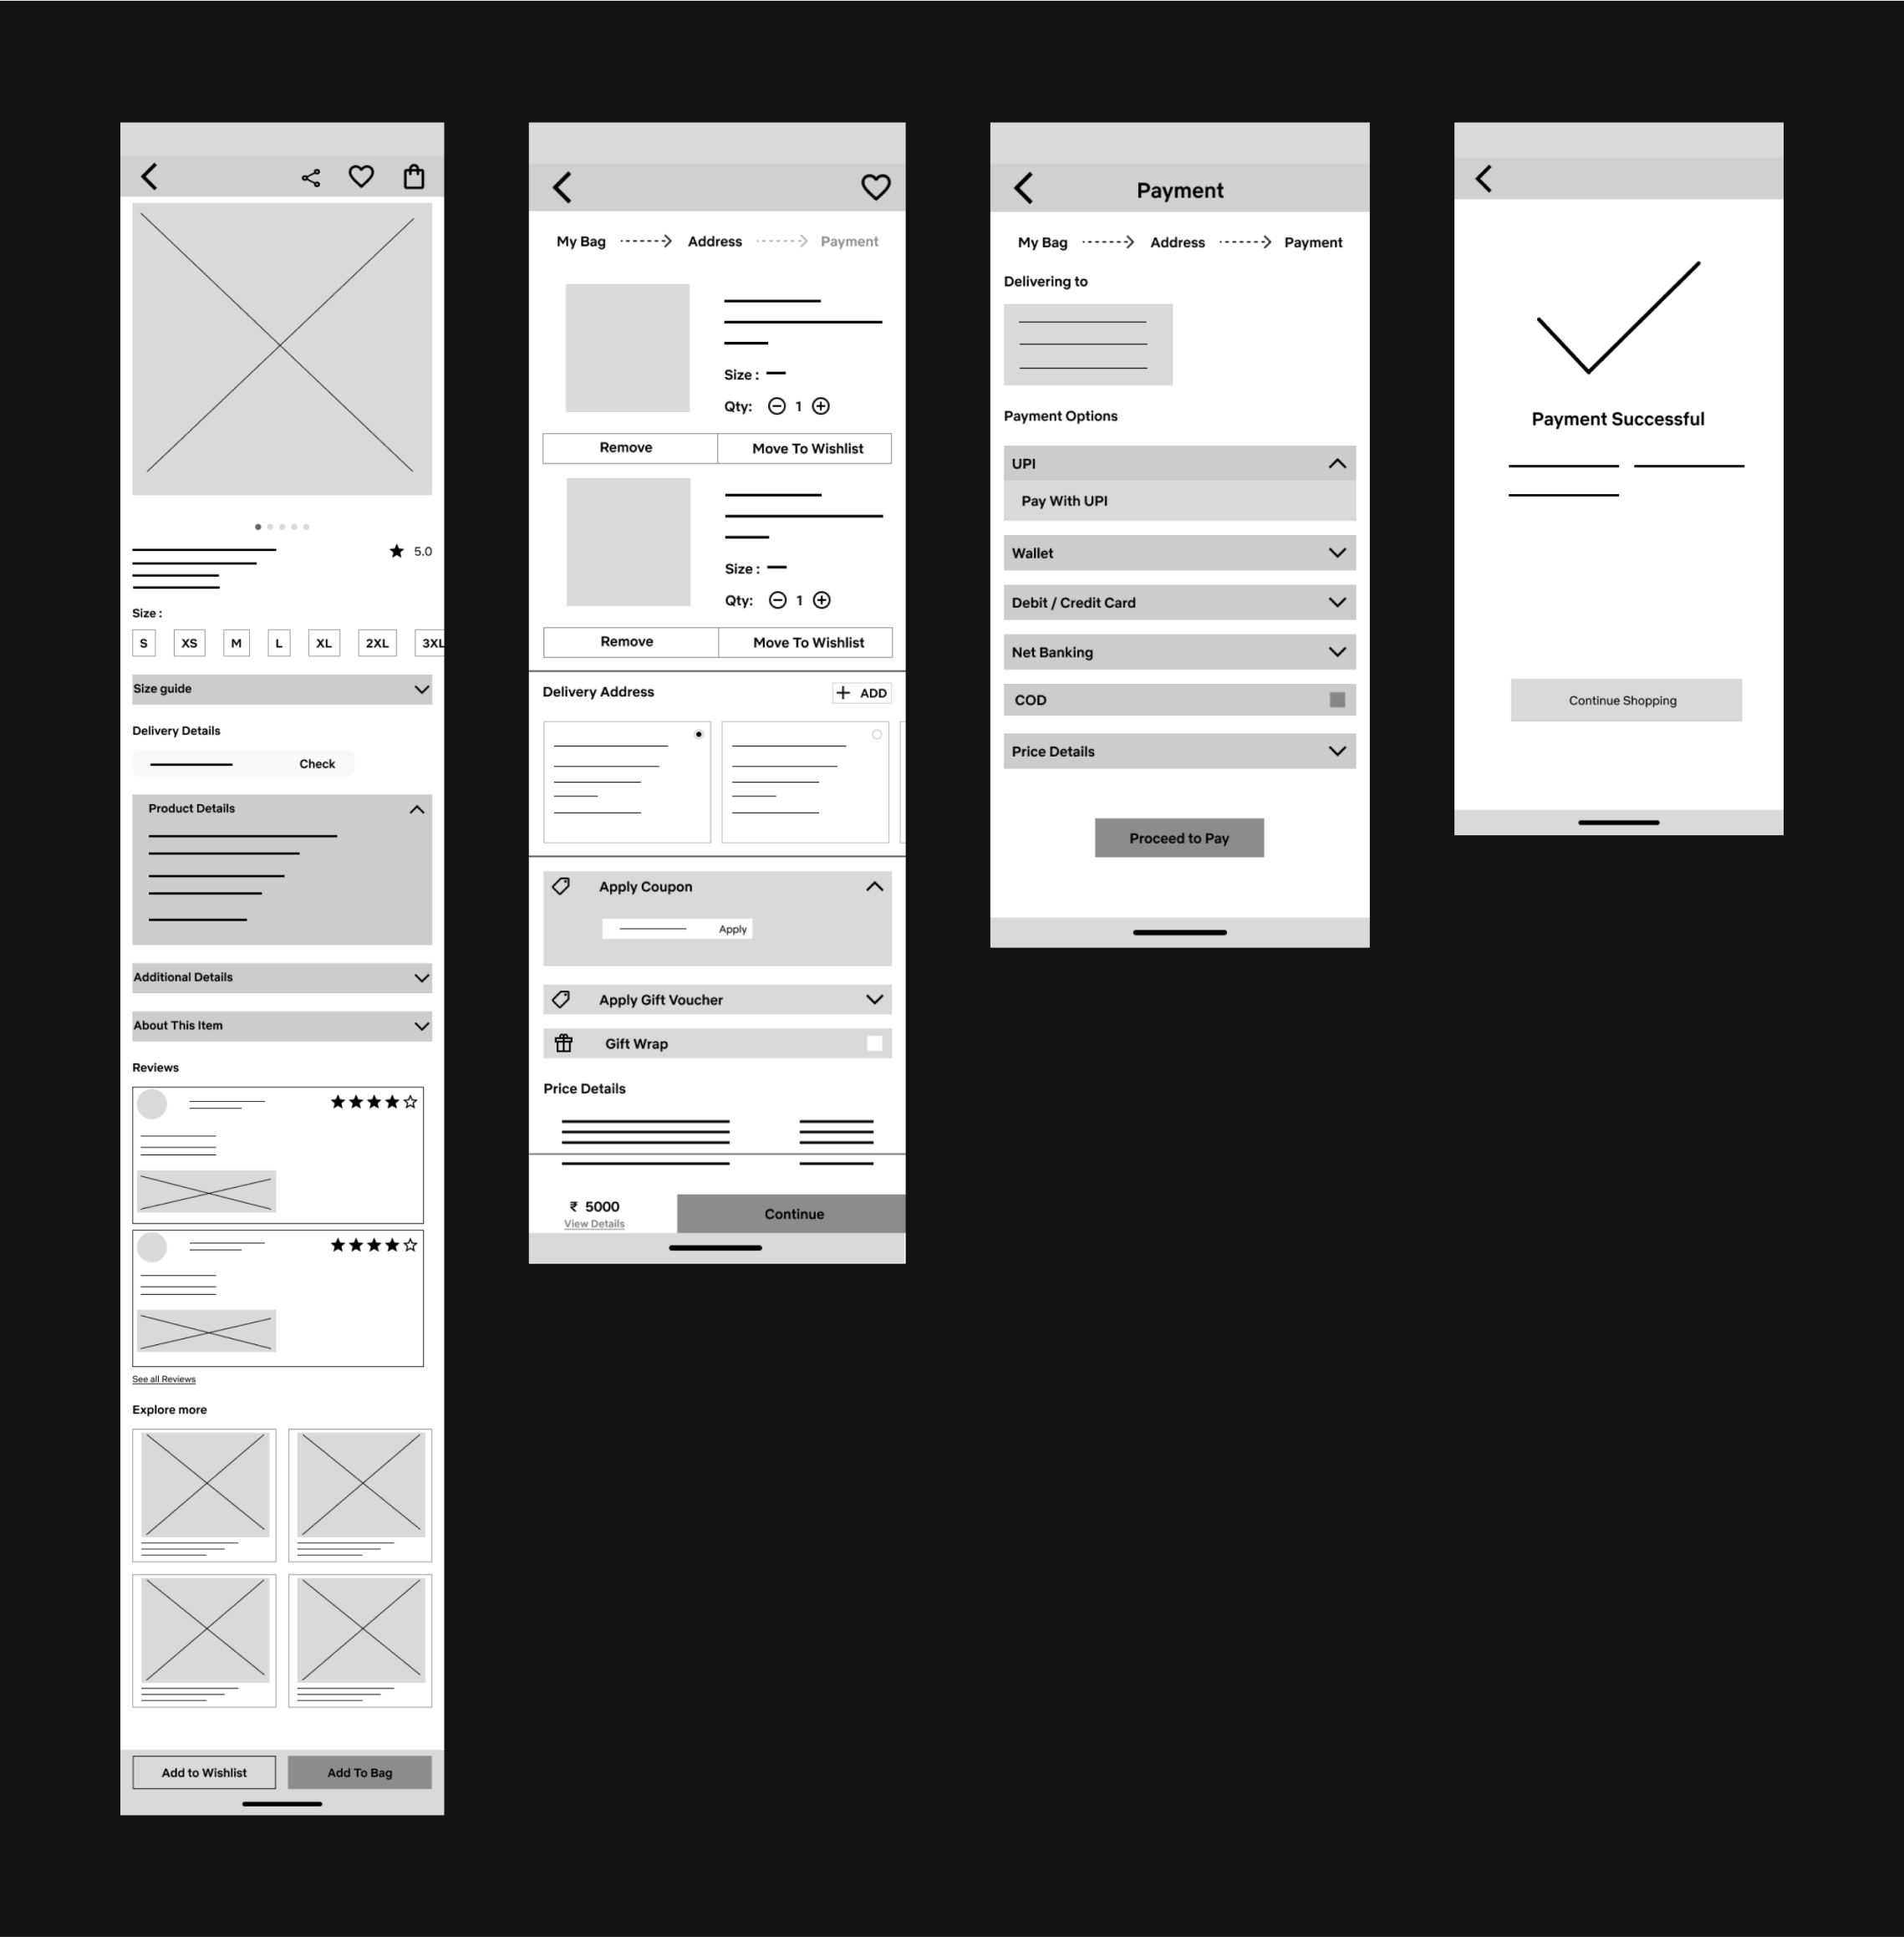 5.0
Size :
S XS M L XL 2XL 3XL
Size guide
Delivery Details
Check
Product Details
Additional Details
About This Item
Reviews
See all Reviews
Explore more
Add to Wishlist Add To Bag
My Bag Address Payment
Size :
Qty: 1
Remove Move To Wishlist
Size :
Qty: 1
Remove Move To Wishlist
Delivery Address + ADD
Apply Coupon
Apply
Apply Gift Voucher
Gift Wrap
Price Details
₹ 5000
View Details
Continue
Payment
My Bag Address Payment
Delivering to
Payment Options
UPI
Pay With UPI
Wallet
Debit / Credit Card
Net Banking
COD
Price Details
Proceed to Pay
Payment Successful
Continue Shopping